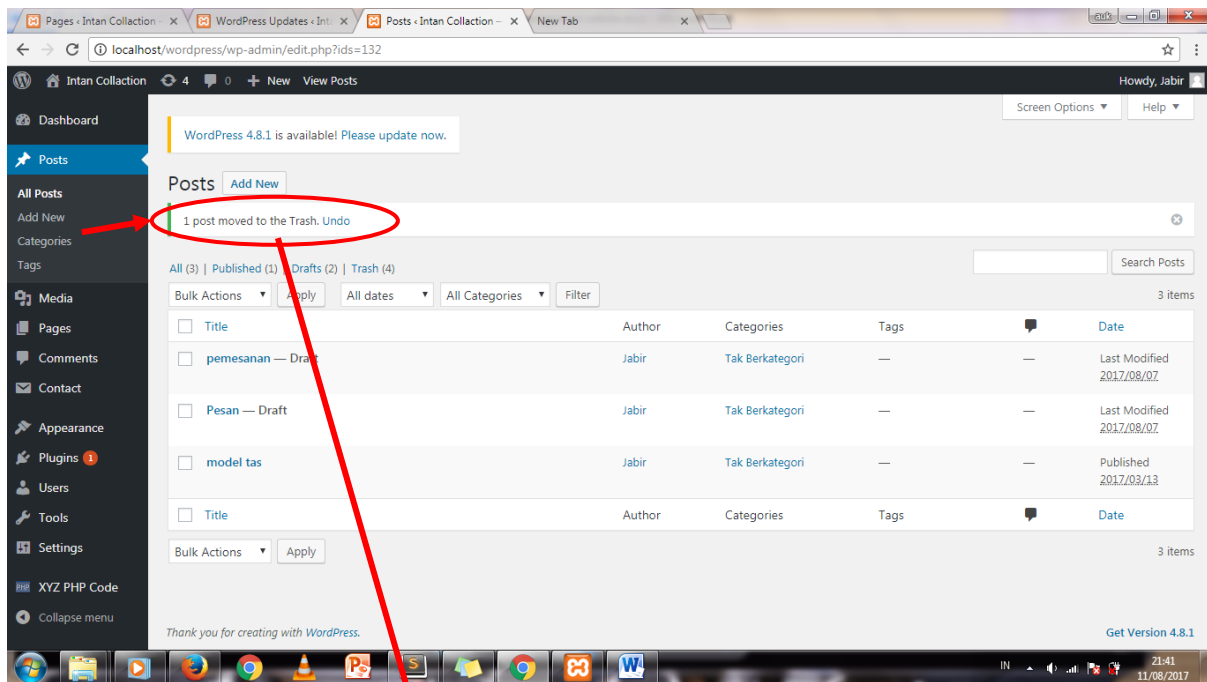 Pages ‹ Intan Collaction -
WordPress Updates ‹ Inta
Posts ‹ Intan Collaction —
New Tab
auk
localhost/wordpress/wp-admin/edit.php?ids=132
Intan Collaction 4 0 + New View Posts
Howdy, Jabir
Screen Options ▼ Help ▼
Dashboard
Posts
All Posts
Add New
Categories
Tags
Media
Pages
Comments
Contact
Appearance
Plugins 1
Users
Tools
Settings
PHP XYZ PHP Code
Collapse menu
WordPress 4.8.1 is available! Please update now.
Posts Add New
1 post moved to the Trash. Undo
Search Posts
All (3) | Published (1) | Drafts (2) | Trash (4)
Bulk Actions ▼ Apply All dates ▼ All Categories ▼ Filter 3 items
Title Author Categories Tags Date
pemesanan — Draft Jabir Tak Berkategori — — Last Modified
2017/08/07
Pesan — Draft Jabir Tak Berkategori — — Last Modified
2017/08/07
model tas Jabir Tak Berkategori — — Published
2017/03/13
Title Author Categories Tags Date
Bulk Actions ▼ Apply 3 items
Thank you for creating with WordPress. Get Version 4.8.1
IN 21:41
11/08/2017